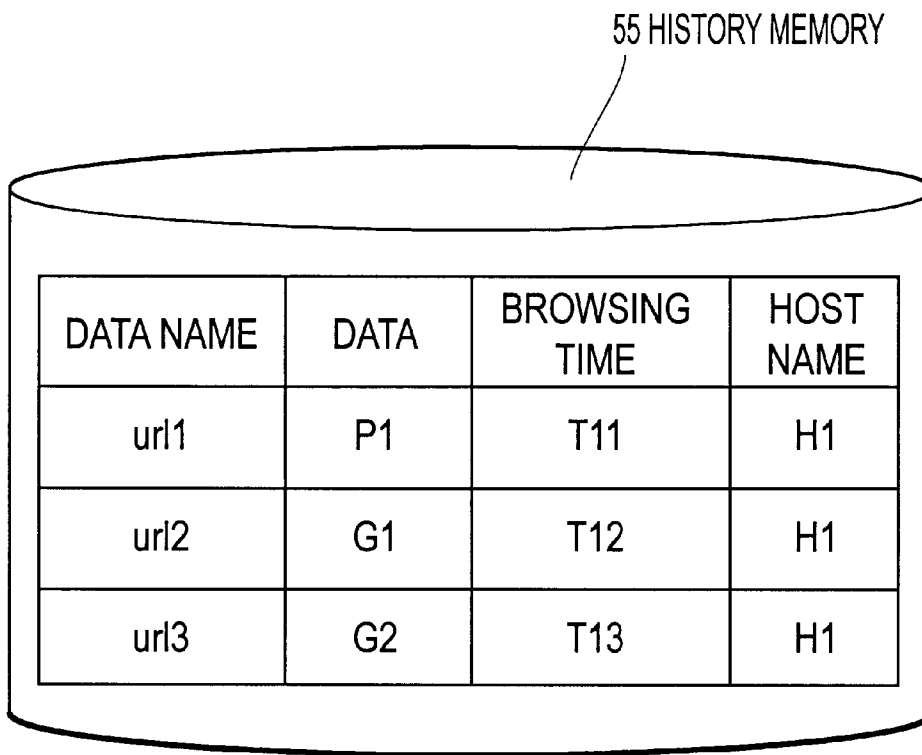 55 HISTORY MEMORY
DATA NAME DATA BROWSING TIME HOST NAME
url1 P1 T11 H1
url2 G1 T12 H1
url3 G2 T13 H1